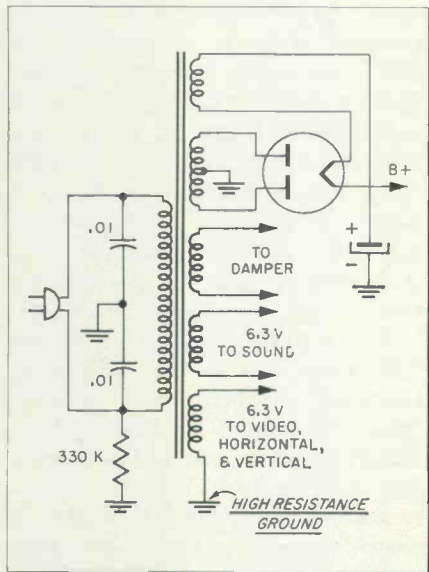 B+
.01
+
-
TO
DAMPER
6.3 V
TO SOUND
.01
6.3 V
TO VIDEO,
HORIZONTAL,
& VERTICAL
330 K
HIGH RESISTANCE
GROUND